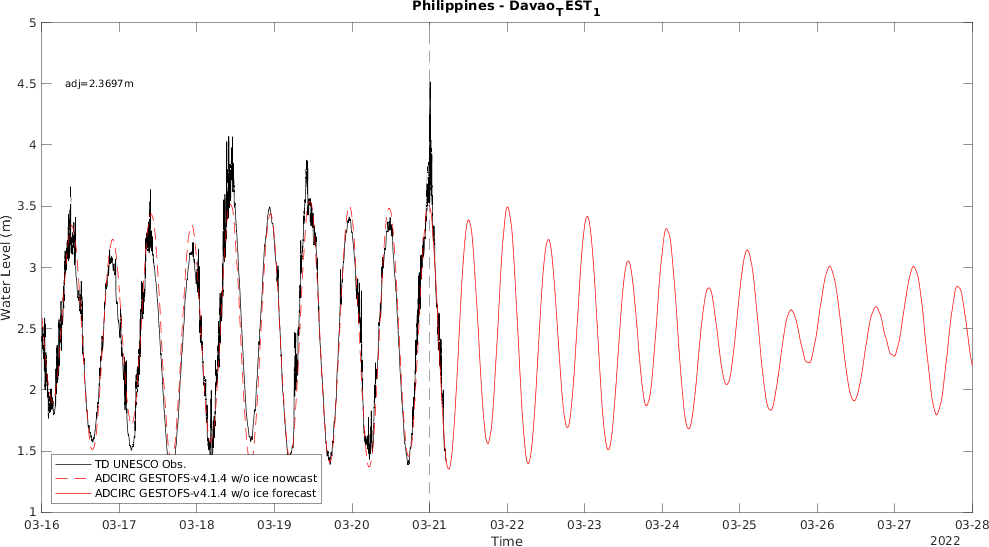 Philippines - Davao_TEST_1
adj=2.3697m
Water Level (m)
5
4.5
4
3.5
3
2.5
2
1.5
1
TD UNESCO Obs.
ADCIRC GESTOFS-v4.1.4 w/o ice nowcast
ADCIRC GESTOFS-v4.1.4 w/o ice forecast
03-16 03-17 03-18 03-19 03-20 03-21 03-22 03-23 03-24 03-25 03-26 03-27 03-28
Time
2022